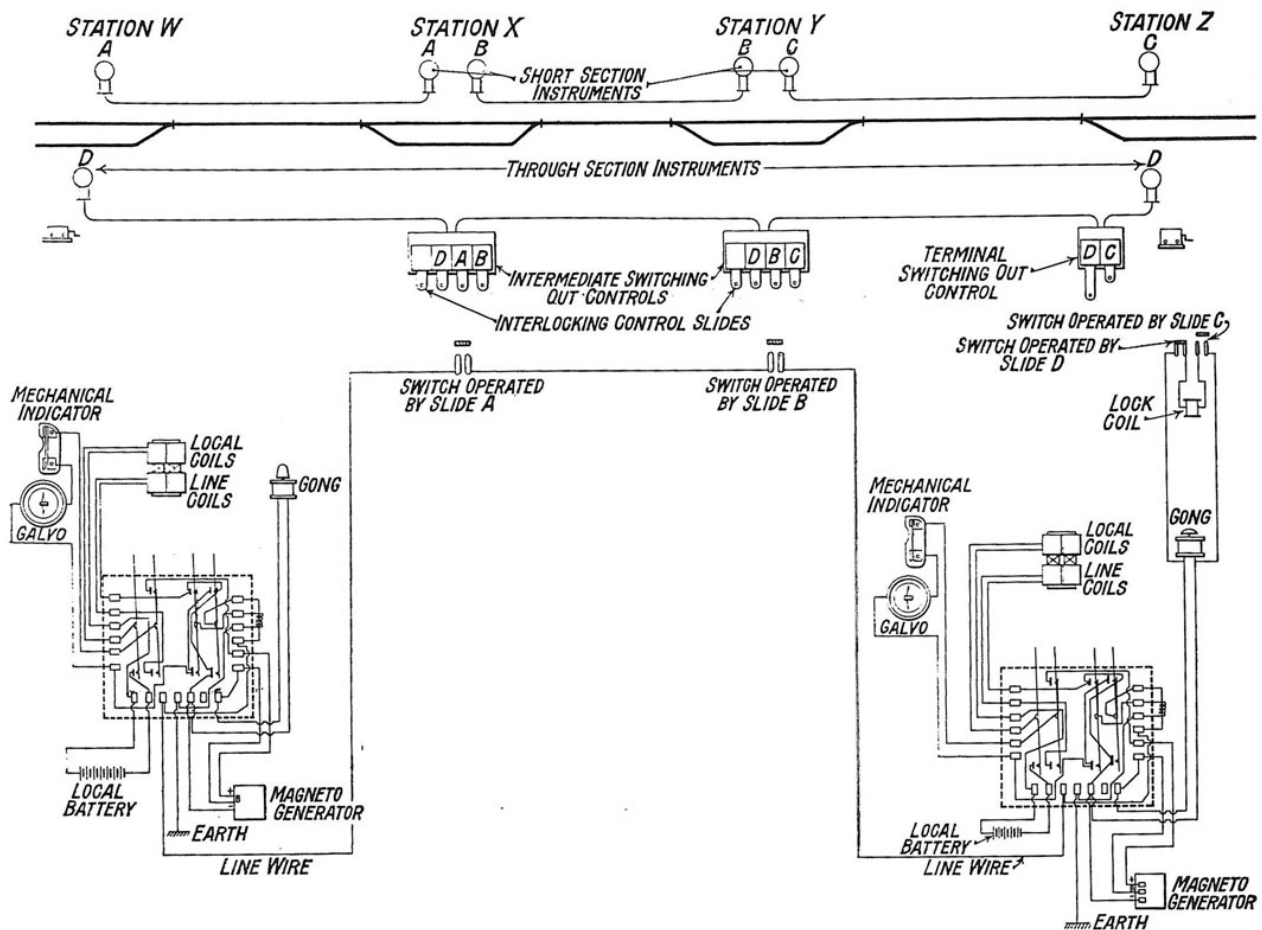 STATION W
STATION X
STATION Y
STATION Z
A
A B
B C
C
SHORT SECTION
INSTRUMENTS
D
THROUGH SECTION INSTRUMENTS
D
D A B
D B C
D C
INTERMEDIATE SWITCHING
OUT CONTROLS
INTERLOCKING CONTROL SLIDES
TERMINAL
SWITCHING OUT
CONTROL
SWITCH OPERATED BY SLIDE C
SWITCH OPERATED BY
SLIDE D
LOCK
COIL
SWITCH OPERATED
BY SLIDE A
SWITCH OPERATED
BY SLIDE B
MECHANICAL
INDICATOR
LOCAL
COILS
LINE
COILS
GONG
GALVO
MECHANICAL
INDICATOR
LOCAL
COILS
LINE
COILS
GONG
GALVO
LOCAL
BATTERY
MAGNETO
GENERATOR
EARTH
LINE WIRE
LOCAL
BATTERY
LINE WIRE
MAGNETO
GENERATOR
EARTH